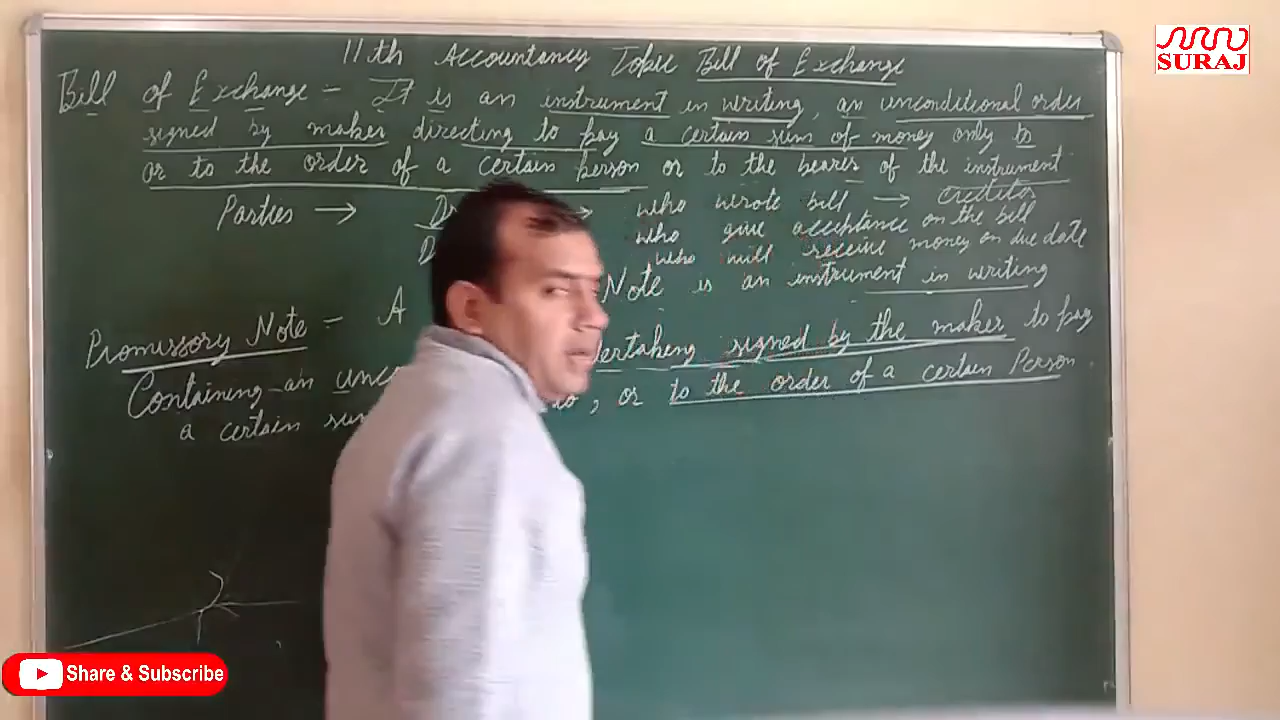 11th Accountancy Topic Bill of Exchange
SURAJ
Bill of Exchange - It is an instrument in writing, an unconditional order
signed by maker directing to pay a certain sum of money only to
or to the order of a certain person or to the bearer of the instrument
Parties → → who wrote bill → creditor
who give acceptance on the bill
who will receive money on due date
Promissory Note - A Note is an instrument in writing
Containing an signed by the maker to pay
a certain or to the order of a certain Person.
Share & Subscribe